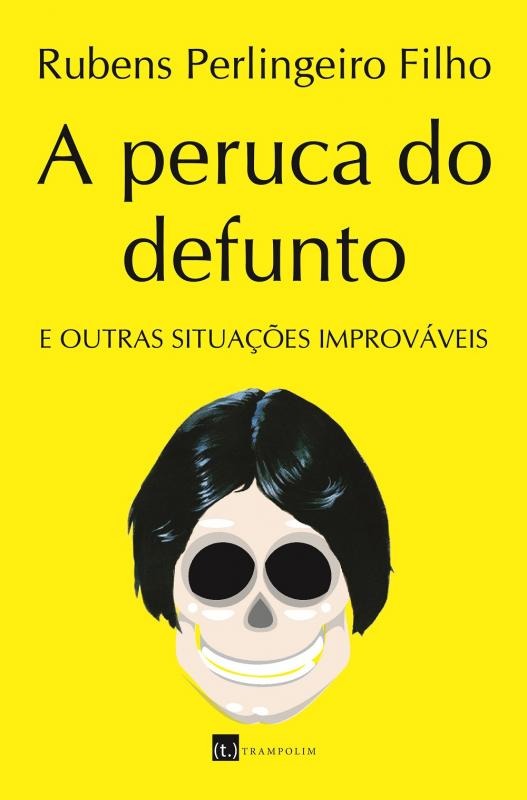 Rubens Perlingeiro Filho
A peruca do
defunto
E OUTRAS SITUAÇÕES IMPROVÁVEIS
(t.) TRAMPOLIM